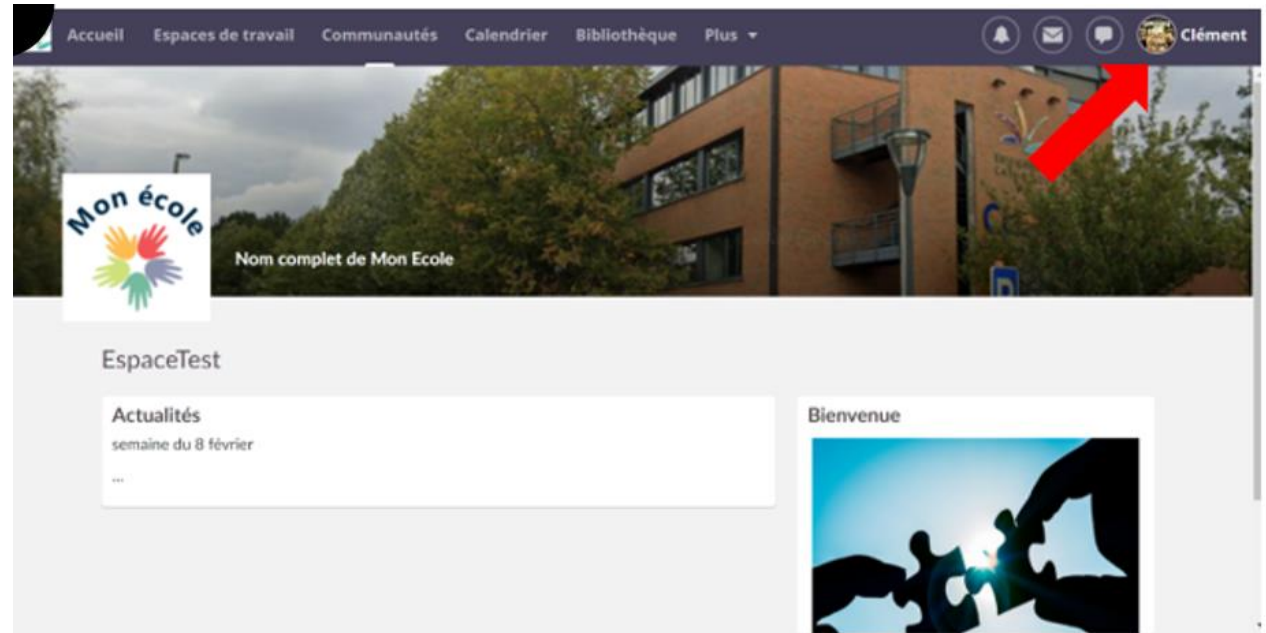 Accueil Espaces de travail Communautés Calendrier Bibliothèque Plus Clément
Mon école
Nom complet de Mon Ecole
EspaceTest
Actualités
semaine du 8 février
...
Bienvenue